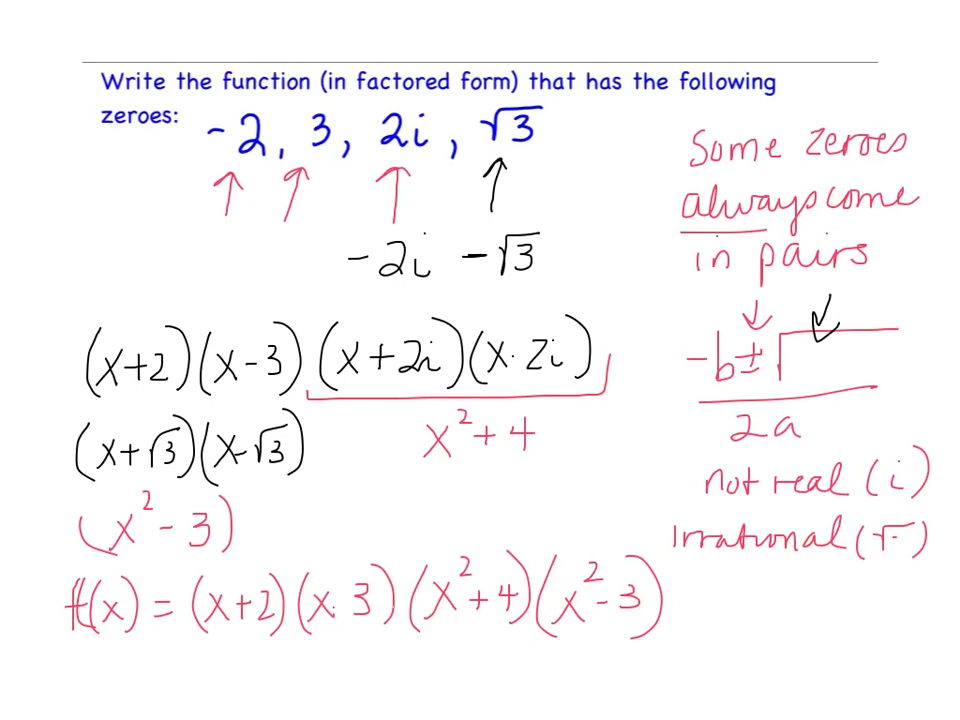 Write the function (in factored form) that has the following
zeroes: -2, 3, 2i, √3
-2i -√3
(x+2)(x-3)(x+2i)(x·2i)
x²+4
(x+√3)(x-√3)
(x²-3)
f(x) = (x+2)(x·3)(x²+4)(x²-3)
Some zeroes
always come
in pairs
-b±√
2a
not real (i)
Irrational (√-)